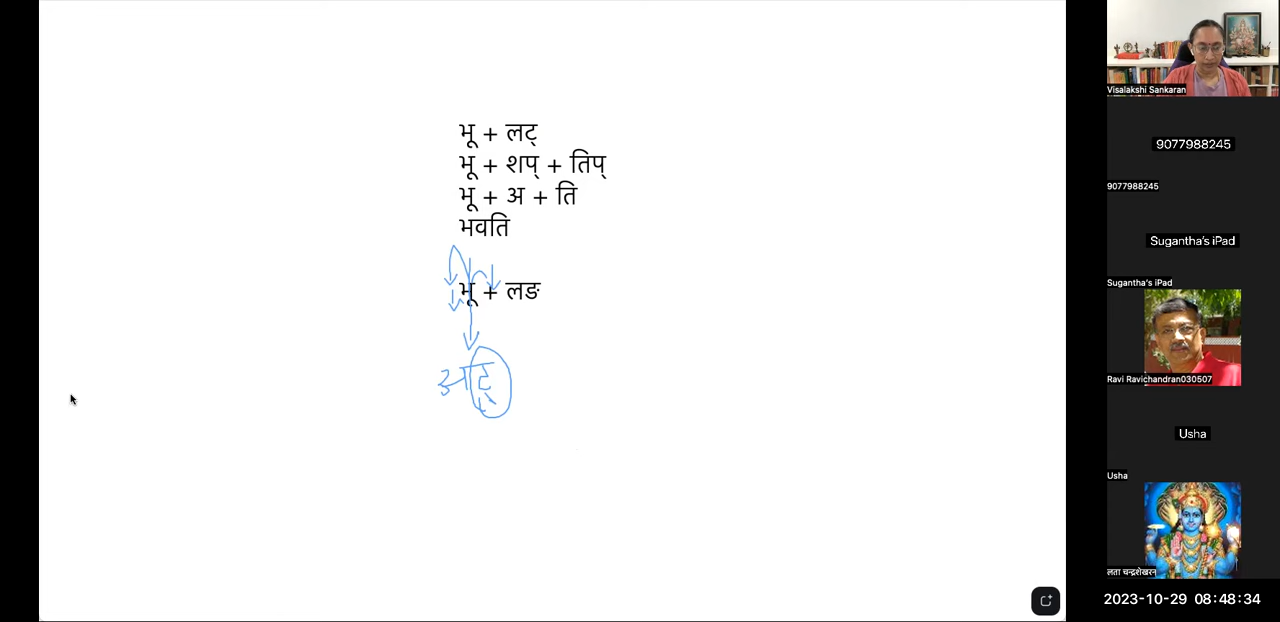 भू + लट्
भू + शप् + तिप्
भू + अ + ति
भवति
भू + लङ
अट्
Visalakshi Sankaran
9077988245
9077988245
Sugantha's iPad
Sugantha's iPad
Ravi Ravichandran030507
Usha
Usha
लता चन्द्रशेखरन
2023-10-29 08:48:34